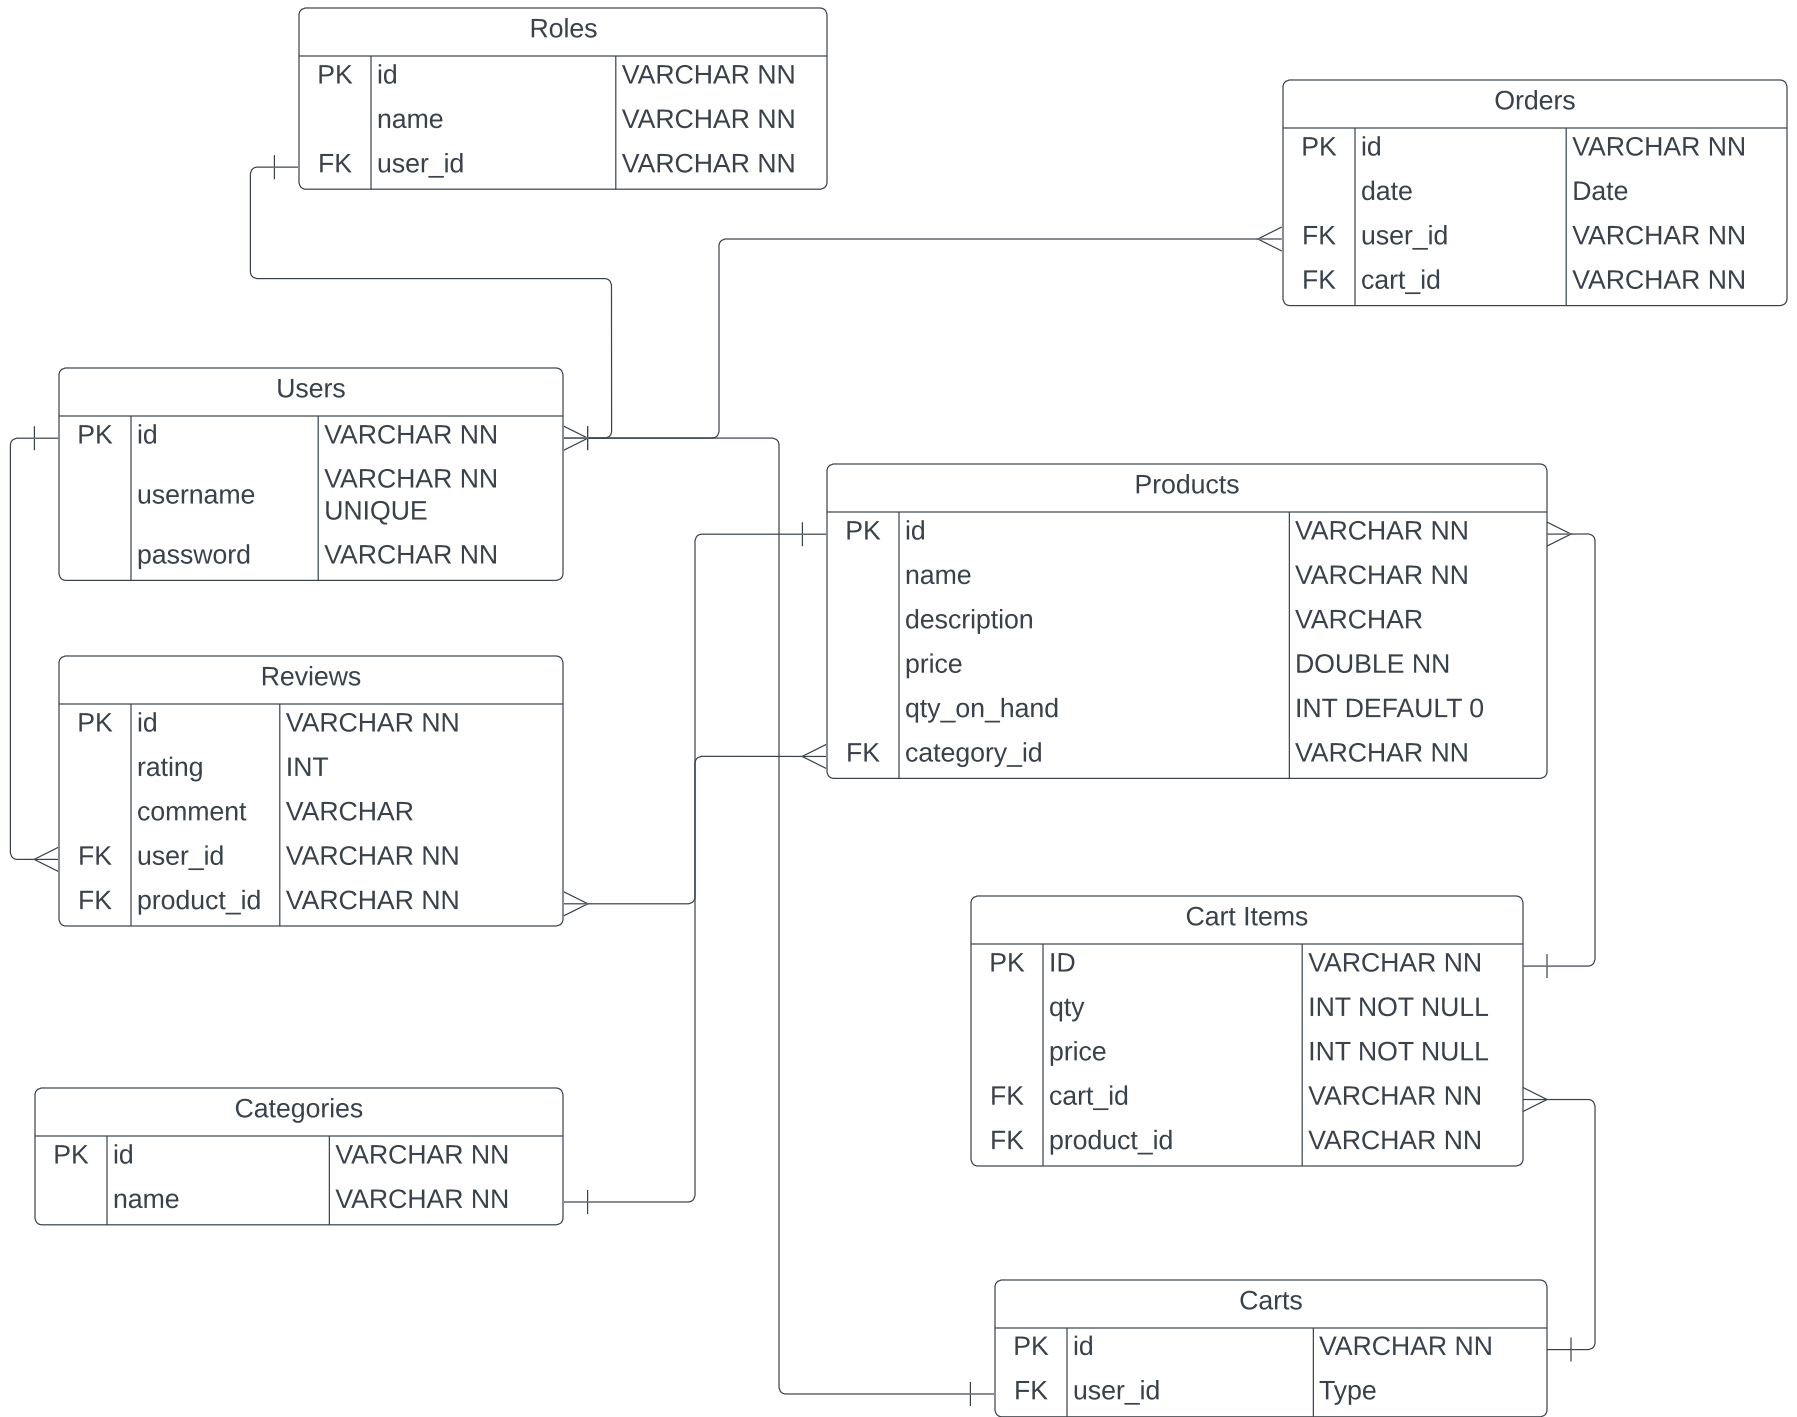 Roles
PK id VARCHAR NN
name VARCHAR NN
FK user_id VARCHAR NN
Orders
PK id VARCHAR NN
date Date
FK user_id VARCHAR NN
FK cart_id VARCHAR NN
Users
PK id VARCHAR NN
username VARCHAR NN
UNIQUE
password VARCHAR NN
Products
PK id VARCHAR NN
name VARCHAR NN
description VARCHAR
price DOUBLE NN
qty_on_hand INT DEFAULT 0
FK category_id VARCHAR NN
Reviews
PK id VARCHAR NN
rating INT
comment VARCHAR
FK user_id VARCHAR NN
FK product_id VARCHAR NN
Cart Items
PK ID VARCHAR NN
qty INT NOT NULL
price INT NOT NULL
FK cart_id VARCHAR NN
FK product_id VARCHAR NN
Categories
PK id VARCHAR NN
name VARCHAR NN
Carts
PK id VARCHAR NN
FK user_id Type